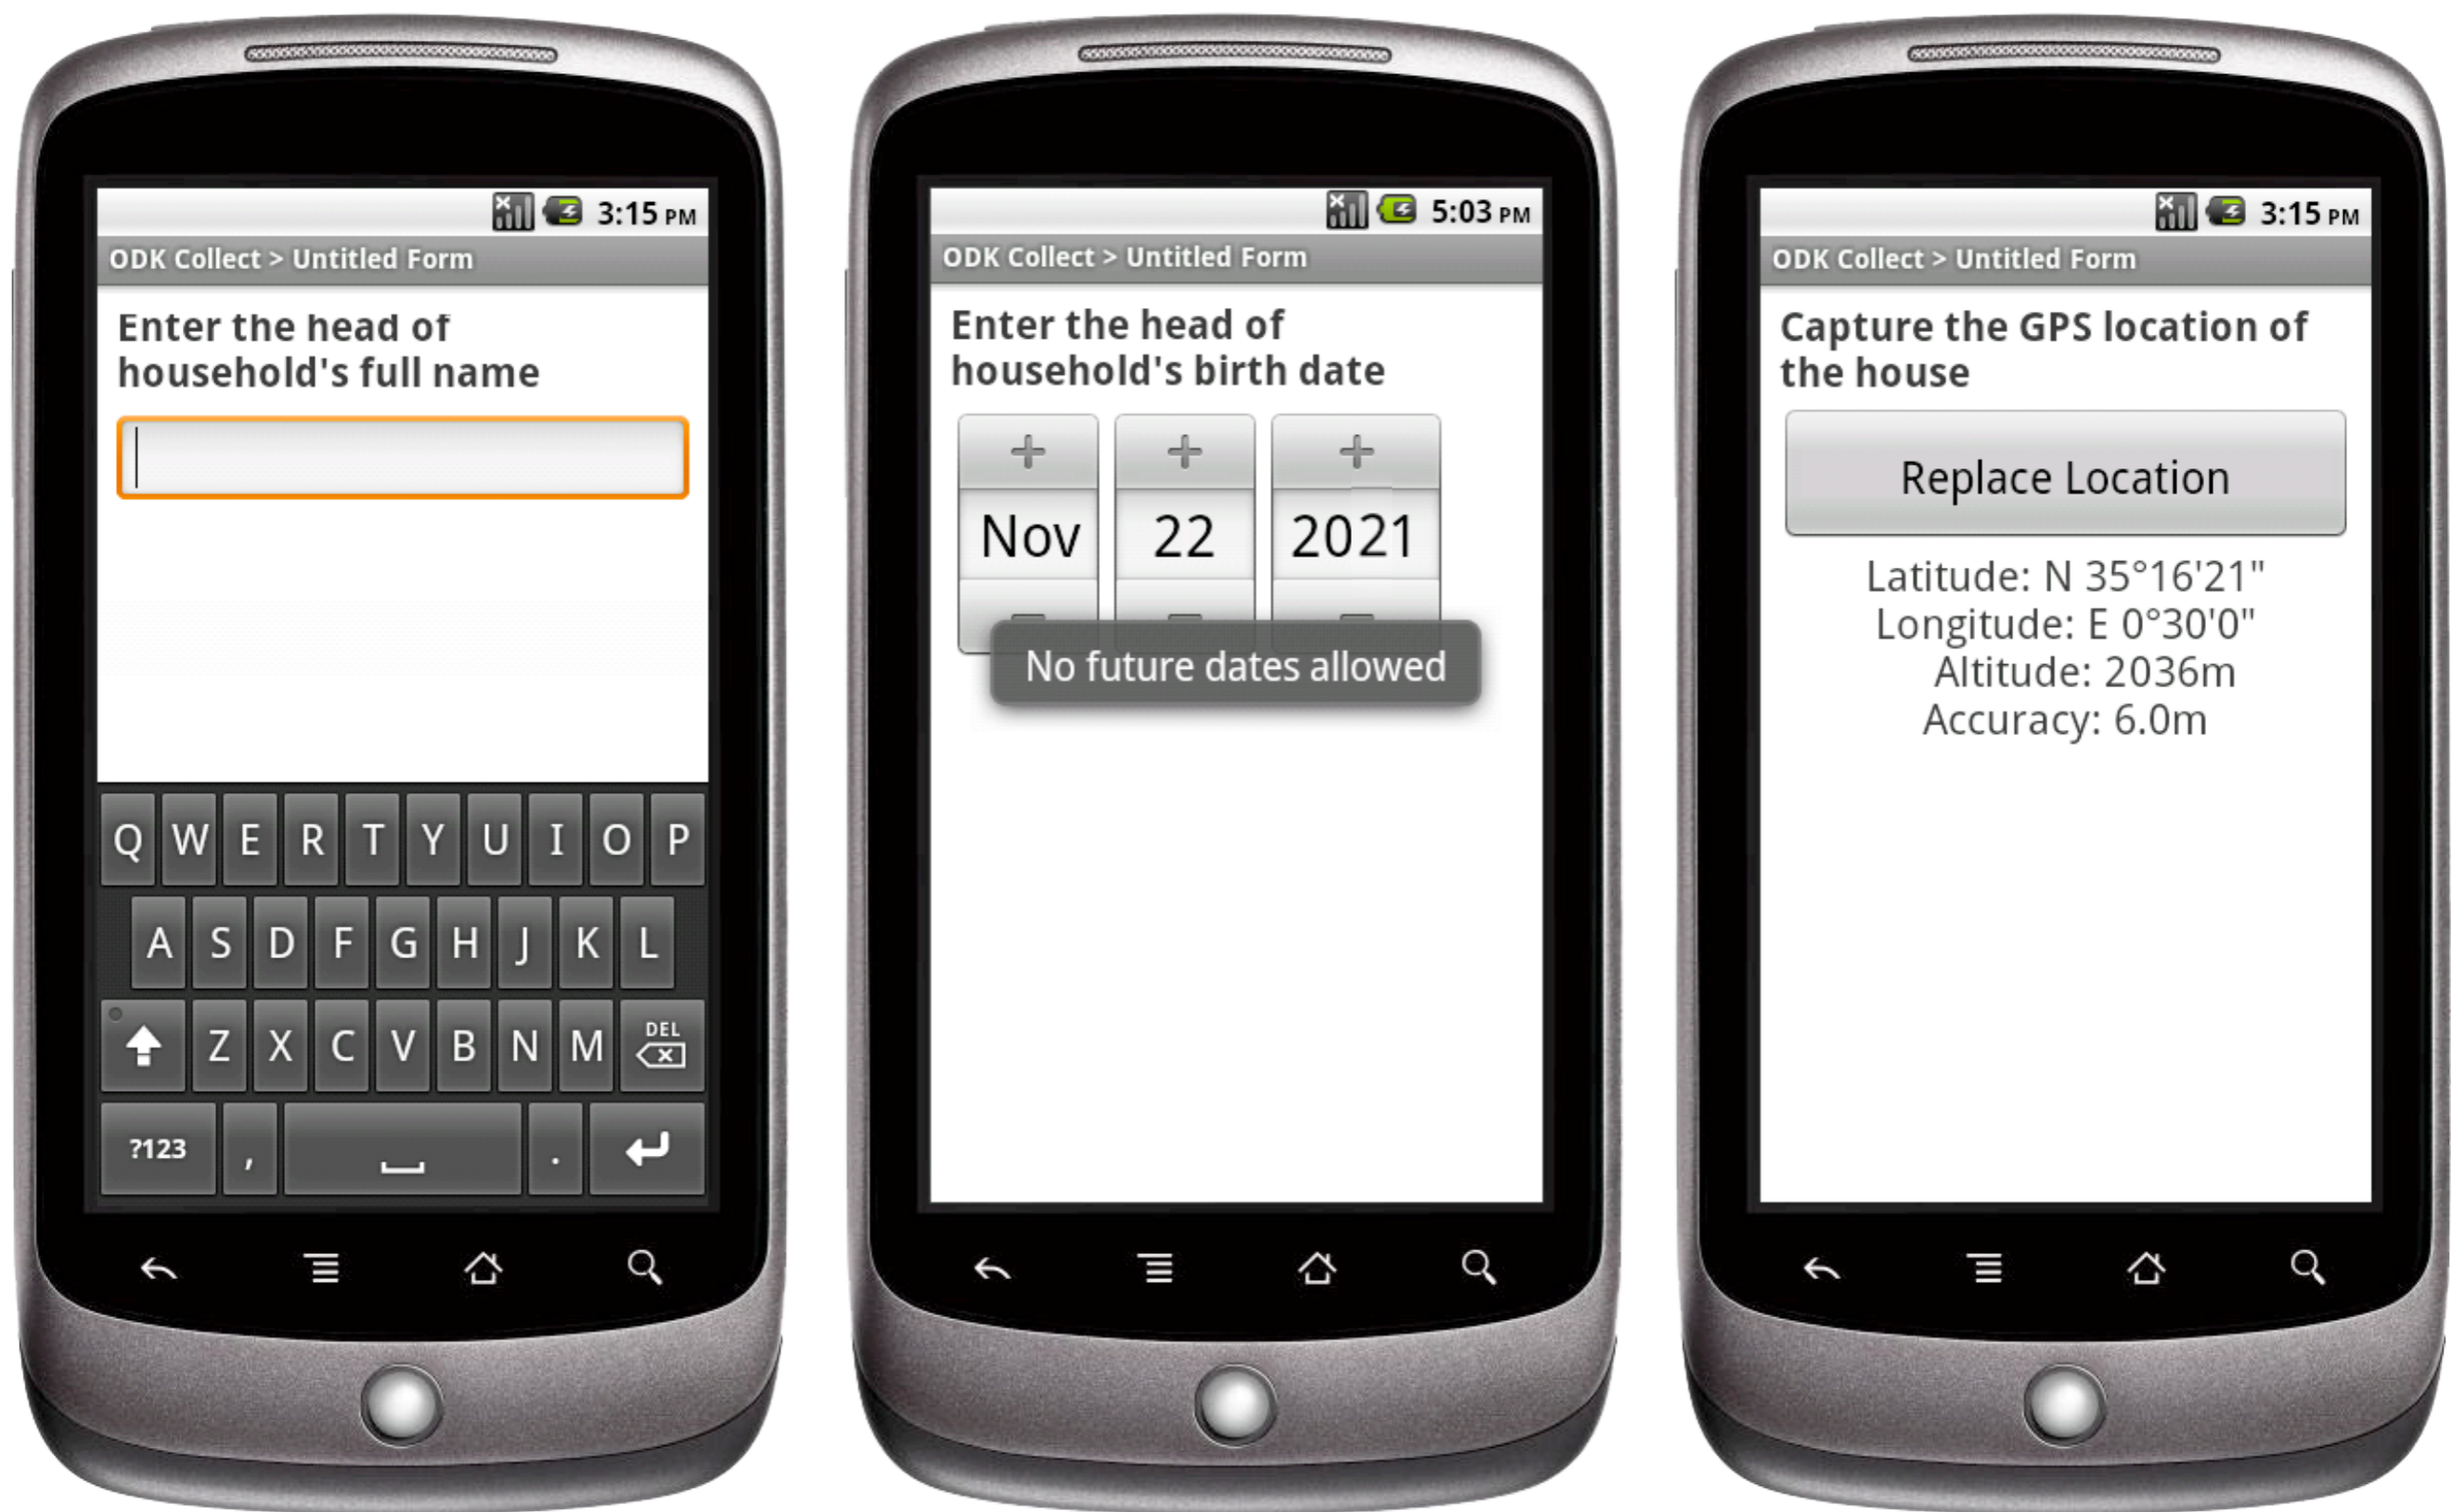 3:15 PM
ODK Collect > Untitled Form
Enter the head of
household's full name
Q W E R T Y U I O P
A S D F G H J K L
Z X C V B N M DEL
?123 , .
5:03 PM
ODK Collect > Untitled Form
Enter the head of
household's birth date
+ + +
Nov 22 2021
No future dates allowed
3:15 PM
ODK Collect > Untitled Form
Capture the GPS location of
the house
Replace Location
Latitude: N 35°16'21"
Longitude: E 0°30'0"
Altitude: 2036m
Accuracy: 6.0m